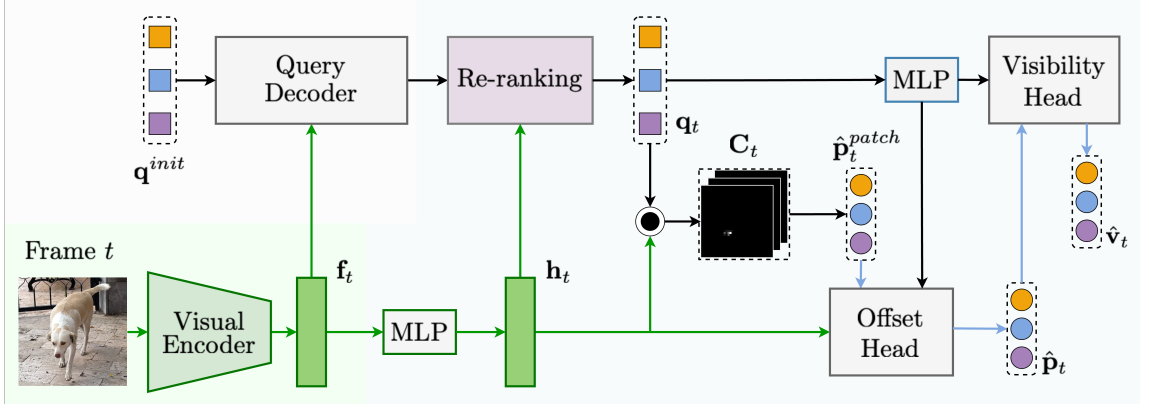 Query
Decoder
Re-ranking
MLP
Visibility
Head
q^{init}
q_t
C_t
p̂_t^{patch}
v̂_t
Frame t
Visual
Encoder
f_t
MLP
h_t
Offset
Head
p̂_t